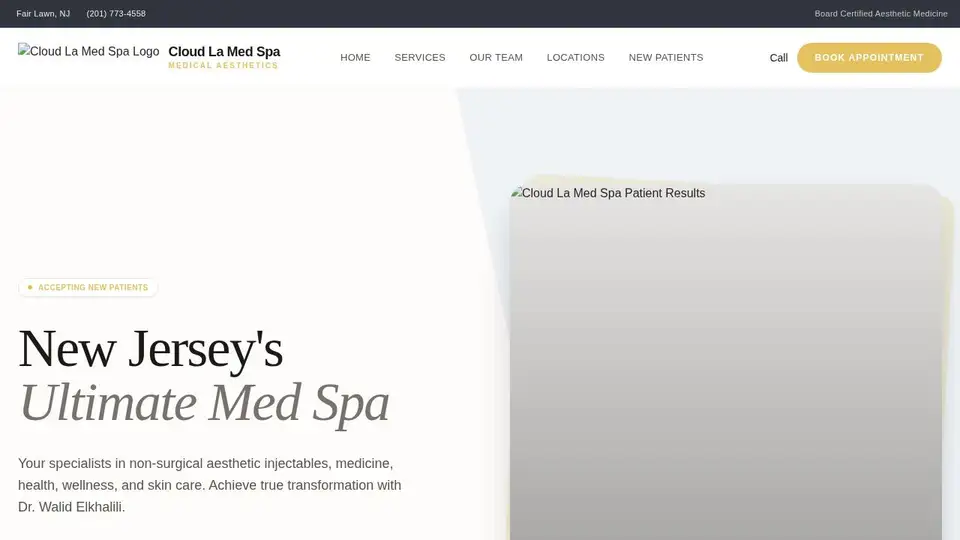 Fair Lawn, NJ (201) 773-4558 Board Certified Aesthetic Medicine
Cloud La Med Spa Logo Cloud La Med Spa
MEDICAL AESTHETICS
HOME SERVICES OUR TEAM LOCATIONS NEW PATIENTS Call BOOK APPOINTMENT
Cloud La Med Spa Patient Results
ACCEPTING NEW PATIENTS
New Jersey's
Ultimate Med Spa
Your specialists in non-surgical aesthetic injectables, medicine,
health, wellness, and skin care. Achieve true transformation with
Dr. Walid Elkhalili.